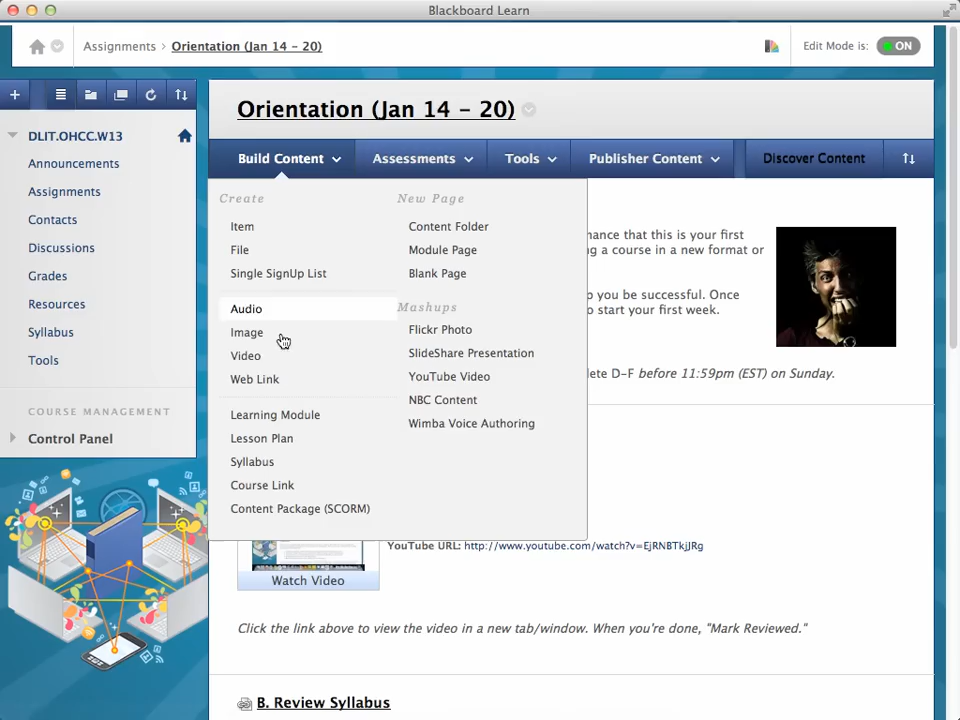 Blackboard Learn
Assignments › Orientation (Jan 14 – 20)
Edit Mode is: ON
DLIT.OHCC.W13
Announcements
Assignments
Contacts
Discussions
Grades
Resources
Syllabus
Tools
COURSE MANAGEMENT
Control Panel
Orientation (Jan 14 – 20)
Build Content
Assessments
Tools
Publisher Content
Discover Content
Create
Item
File
Single SignUp List
Audio
Image
Video
Web Link
Learning Module
Lesson Plan
Syllabus
Course Link
Content Package (SCORM)
New Page
Content Folder
Module Page
Blank Page
Mashups
Flickr Photo
SlideShare Presentation
YouTube Video
NBC Content
Wimba Voice Authoring
mance that this is your first
g a course in a new format or
p you be successful. Once
o start your first week.
lete D-F before 11:59pm (EST) on Sunday.
YouTube URL: http://www.youtube.com/watch?v=EjRNBTkjJRg
Watch Video
Click the link above to view the video in a new tab/window. When you're done, "Mark Reviewed."
B. Review Syllabus